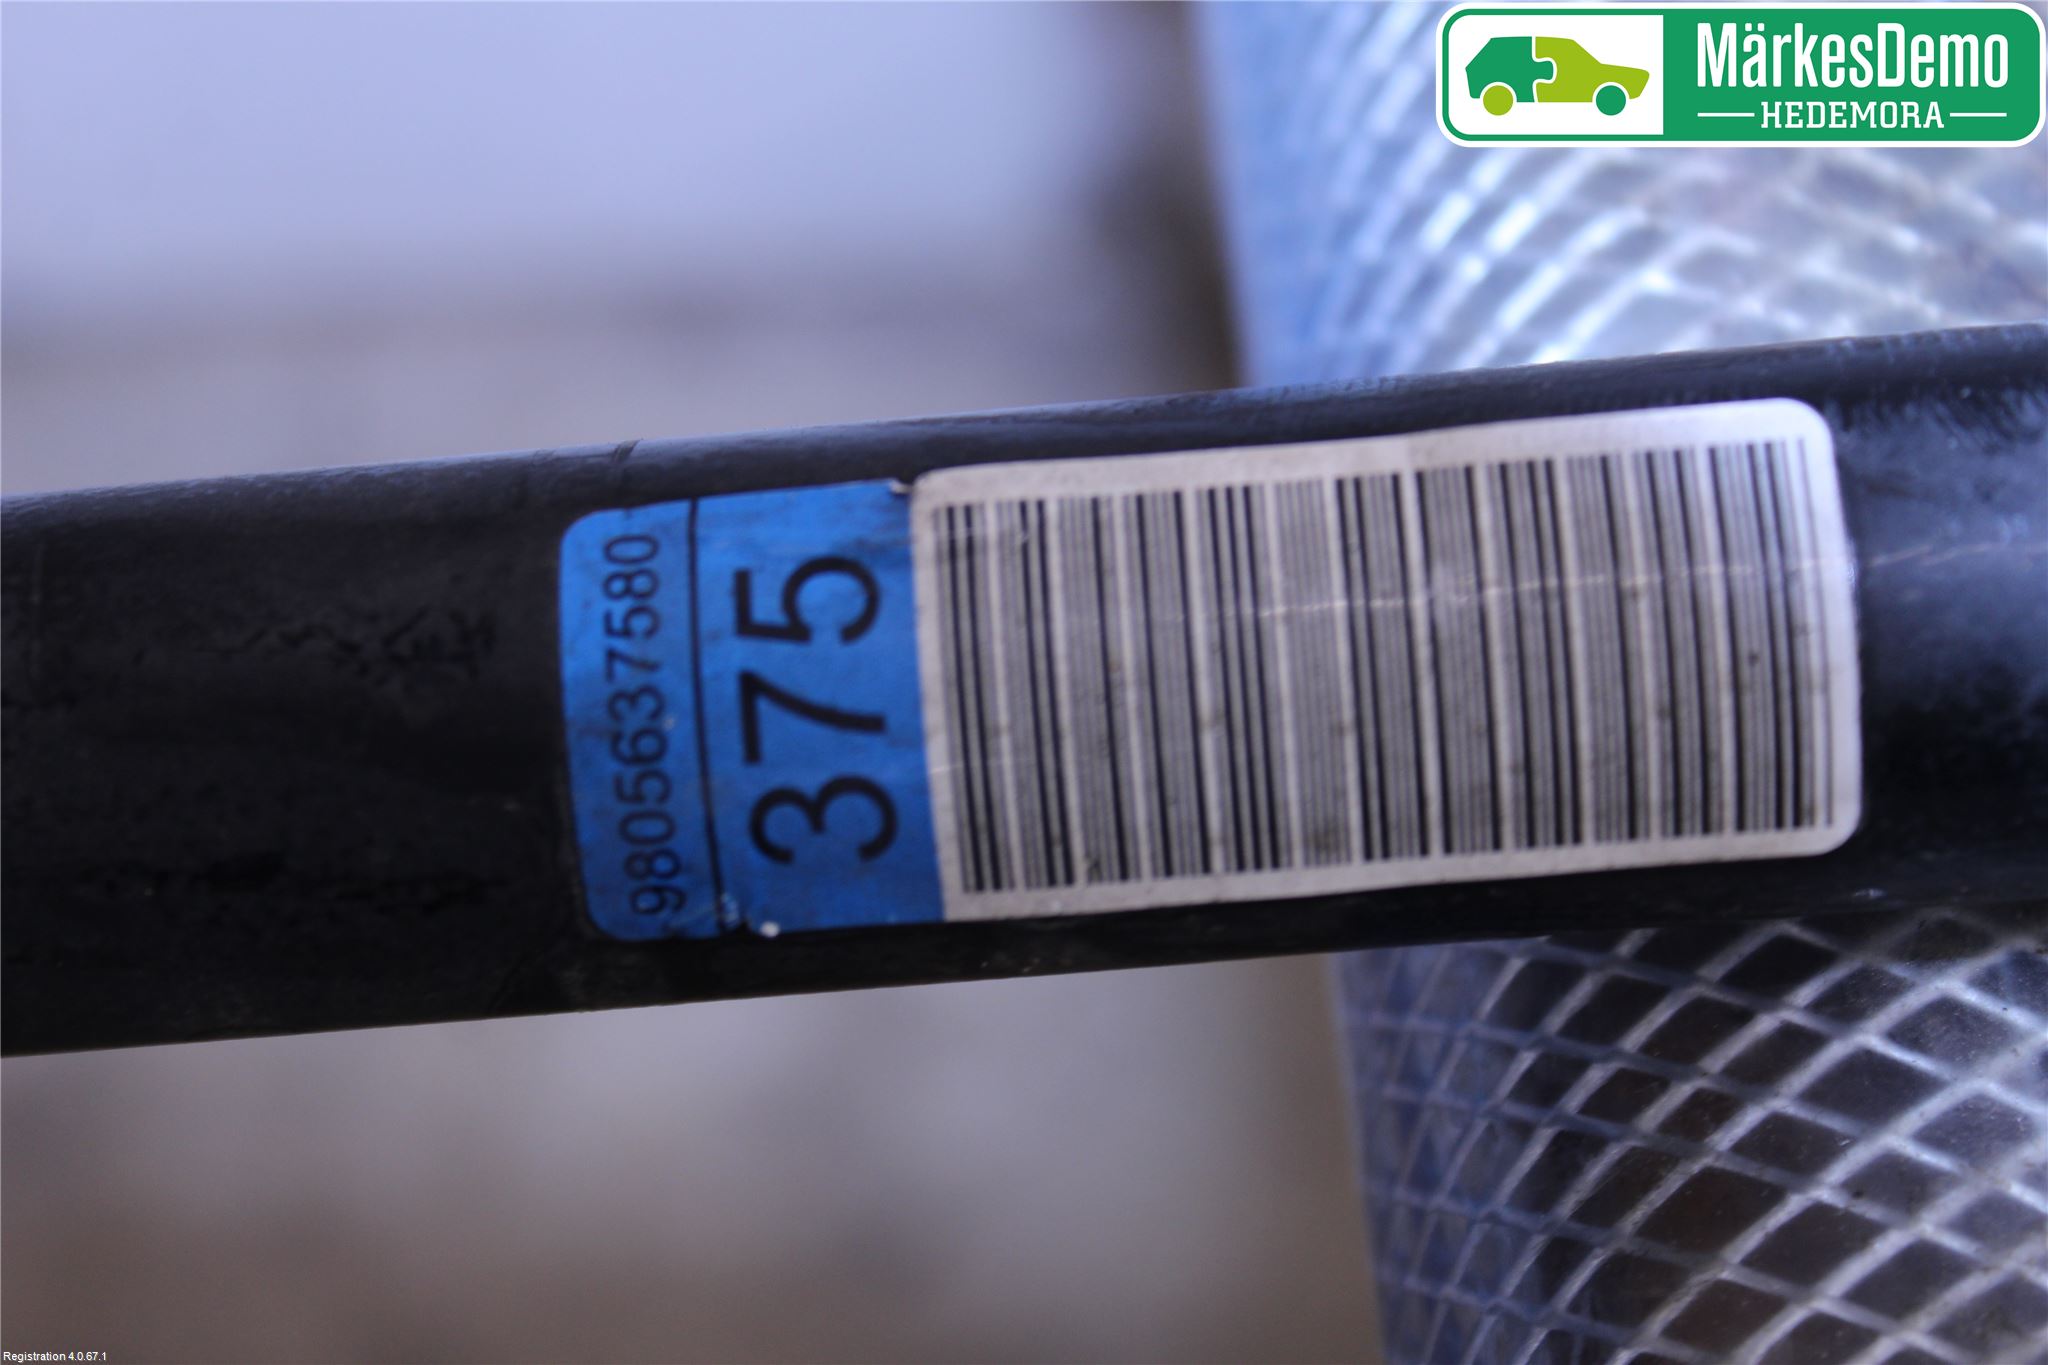 MärkesDemo
HEDEMORA
9805637580
375
Registration 4.0.67.1